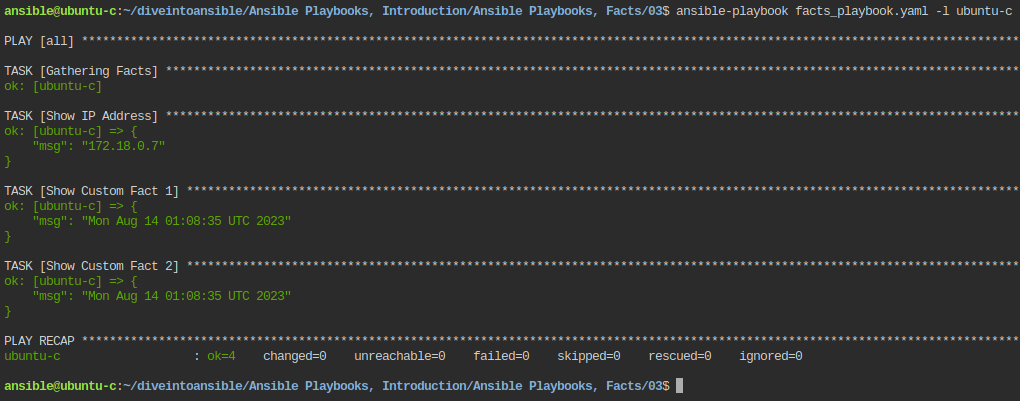 ansible@ubuntu-c:~/diveintoansible/Ansible Playbooks, Introduction/Ansible Playbooks, Facts/03$ ansible-playbook facts_playbook.yaml -l ubuntu-c
PLAY [all] **************************************************************************************************************************************
TASK [Gathering Facts] **************************************************************************************************************************
ok: [ubuntu-c]
TASK [Show IP Address] **************************************************************************************************************************
ok: [ubuntu-c] => {
    "msg": "172.18.0.7"
}
TASK [Show Custom Fact 1] ***********************************************************************************************************************
ok: [ubuntu-c] => {
    "msg": "Mon Aug 14 01:08:35 UTC 2023"
}
TASK [Show Custom Fact 2] ***********************************************************************************************************************
ok: [ubuntu-c] => {
    "msg": "Mon Aug 14 01:08:35 UTC 2023"
}
PLAY RECAP **************************************************************************************************************************************
ubuntu-c                   : ok=4    changed=0    unreachable=0    failed=0    skipped=0    rescued=0    ignored=0
ansible@ubuntu-c:~/diveintoansible/Ansible Playbooks, Introduction/Ansible Playbooks, Facts/03$